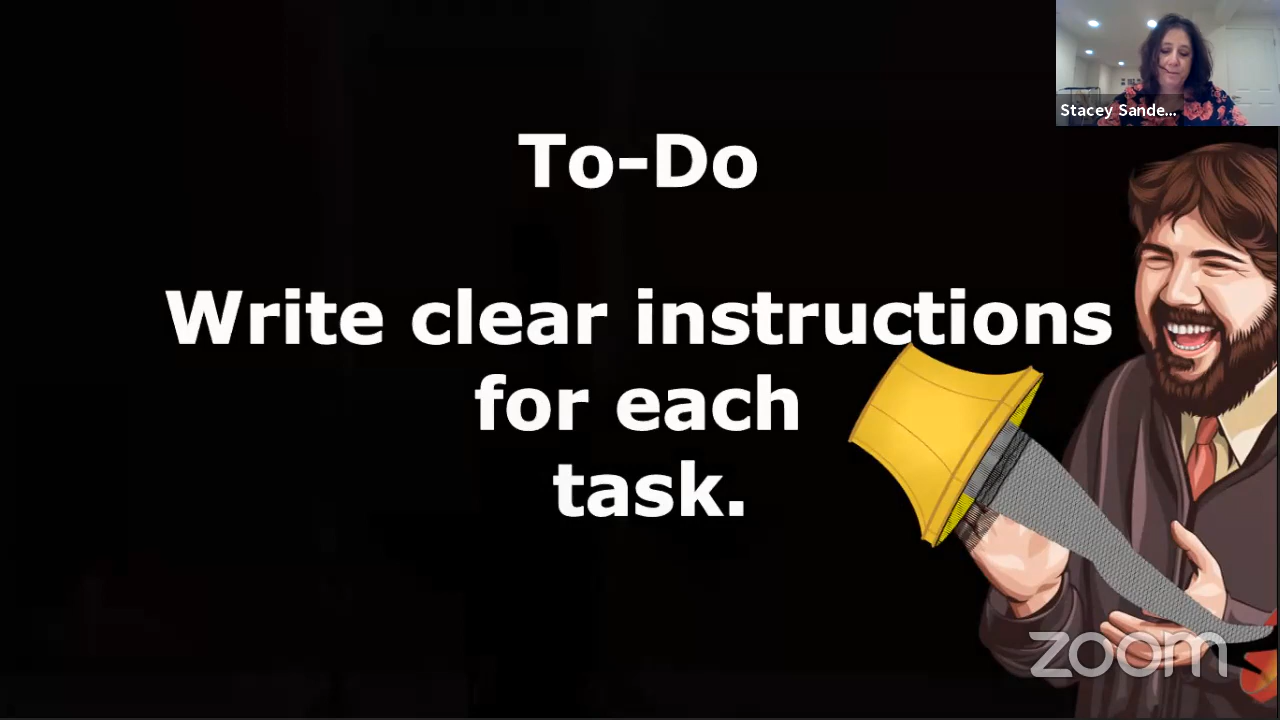 Stacey Sande...
To-Do
Write clear instructions
for each
task.
zoom